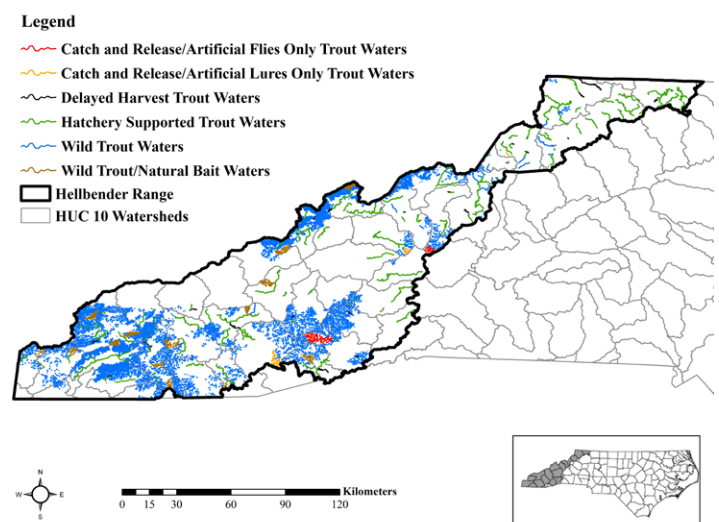 Legend
Catch and Release/Artificial Flies Only Trout Waters
Catch and Release/Artificial Lures Only Trout Waters
Delayed Harvest Trout Waters
Hatchery Supported Trout Waters
Wild Trout Waters
Wild Trout/Natural Bait Waters
Hellbender Range
HUC 10 Watersheds
N
W E
S
Kilometers
0 15 30 60 90 120